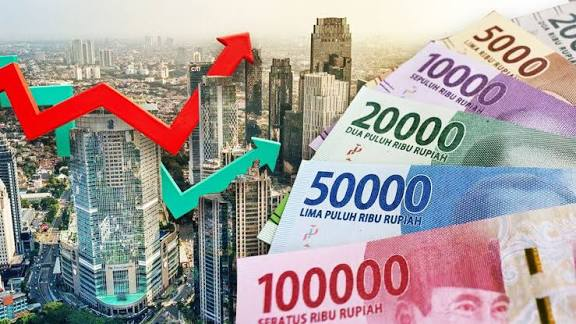 5000
10000
SEPULUH RIBU RUPIAH
20000
DUA PULUH RIBU RUPIAH
50000
LIMA PULUH RIBU RUPIAH
100000
SERATUS RIBU RUPIAH